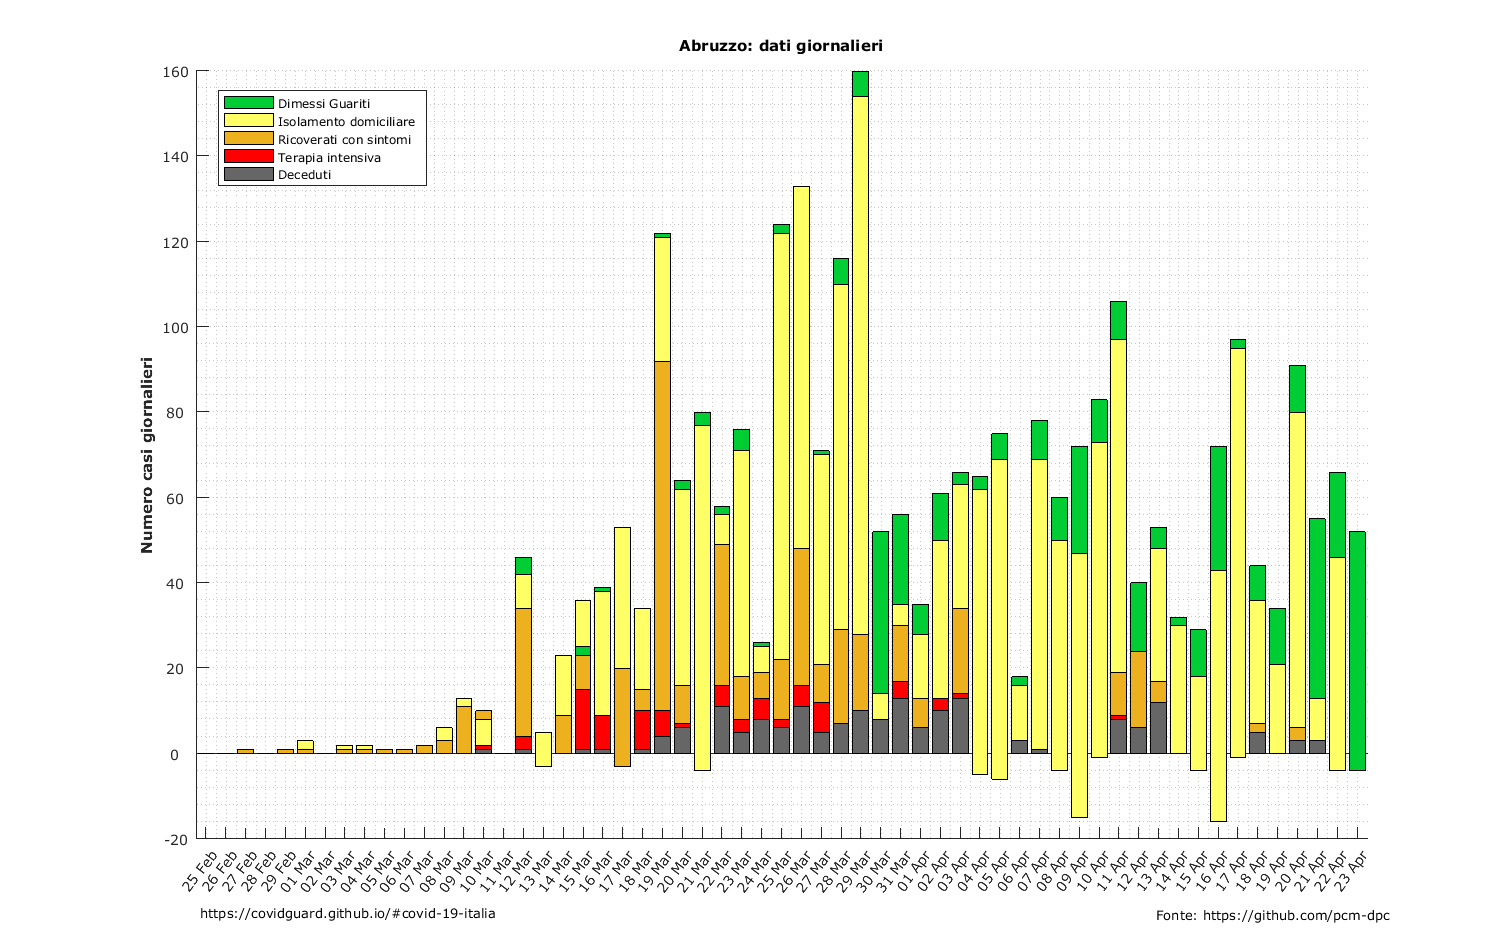 Abruzzo: dati giornalieri
Dimessi Guariti
Isolamento domiciliare
Ricoverati con sintomi
Terapia intensiva
Deceduti
Numero casi giornalieri
160
140
120
100
80
60
40
20
0
-20
25 Feb
26 Feb
27 Feb
28 Feb
29 Feb
01 Mar
02 Mar
03 Mar
04 Mar
05 Mar
06 Mar
07 Mar
08 Mar
09 Mar
10 Mar
11 Mar
12 Mar
13 Mar
14 Mar
15 Mar
16 Mar
17 Mar
18 Mar
19 Mar
20 Mar
21 Mar
22 Mar
23 Mar
24 Mar
25 Mar
26 Mar
27 Mar
28 Mar
29 Mar
30 Mar
31 Mar
01 Apr
02 Apr
03 Apr
04 Apr
05 Apr
06 Apr
07 Apr
08 Apr
09 Apr
10 Apr
11 Apr
12 Apr
13 Apr
14 Apr
15 Apr
16 Apr
17 Apr
18 Apr
19 Apr
20 Apr
21 Apr
22 Apr
23 Apr
https://covidguard.github.io/#covid-19-italia
Fonte: https://github.com/pcm-dpc